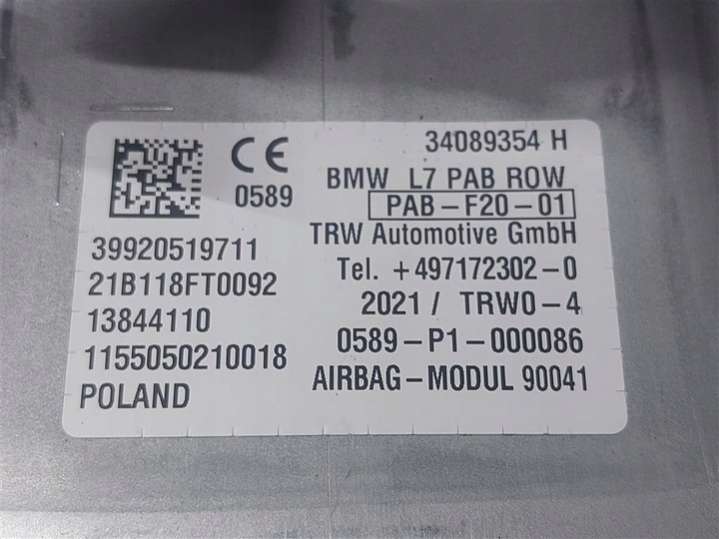 CE
0589
39920519711
21B118FT0092
13844110
1155050210018
POLAND
34089354 H
BMW L7 PAB ROW
PAB-F20-01
TRW Automotive GmbH
Tel. +497172302-0
2021/ TRW0-4
0589-P1-000086
AIRBAG-MODUL 90041